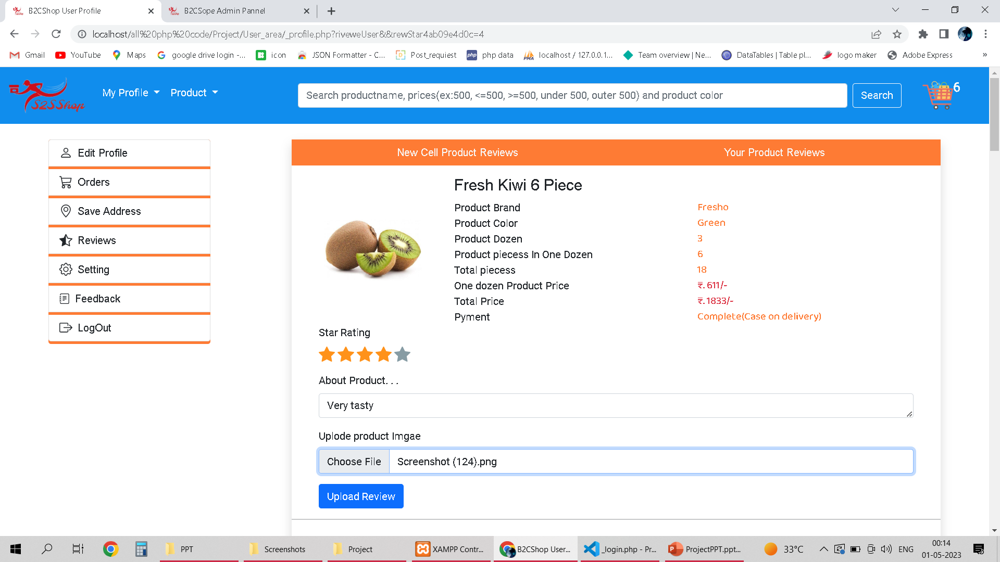 B2CShop User Profile
B2CSope Admin Pannel
localhost/all%20php%20code/Project/User_area/_profile.php?riveweUser&&rewStar4ab09e4d0c=4
Gmail
YouTube
Maps
google drive login -...
icon
JSON Formatter - C...
Post_requiest
php php data
PMA localhost / 127.0.0.1...
Team overview | Ne...
DataTables | Table pl...
logo maker
Adobe Express
»
S2SShop
My Profile
Product
Search productname, prices(ex:500, <=500, >=500, under 500, outer 500) and product color
Search
6
Edit Profile
Orders
Save Address
Reviews
Setting
Feedback
LogOut
New Cell Product Reviews
Your Product Reviews
Fresh Kiwi 6 Piece
Product Brand Fresho
Product Color Green
Product Dozen 3
Product piecess In One Dozen 6
Total piecess 18
One dozen Product Price ₹. 611/-
Total Price ₹. 1833/-
Pyment Complete(Case on delivery)
Star Rating
About Product. . .
Very tasty
Uplode product Imgae
Choose File Screenshot (124).png
Upload Review
PPT
Screenshots
Project
XAMPP Contr...
B2CShop User...
_login.php - Pr...
ProjectPPT.ppt...
33°C
ENG
00:14
01-05-2023